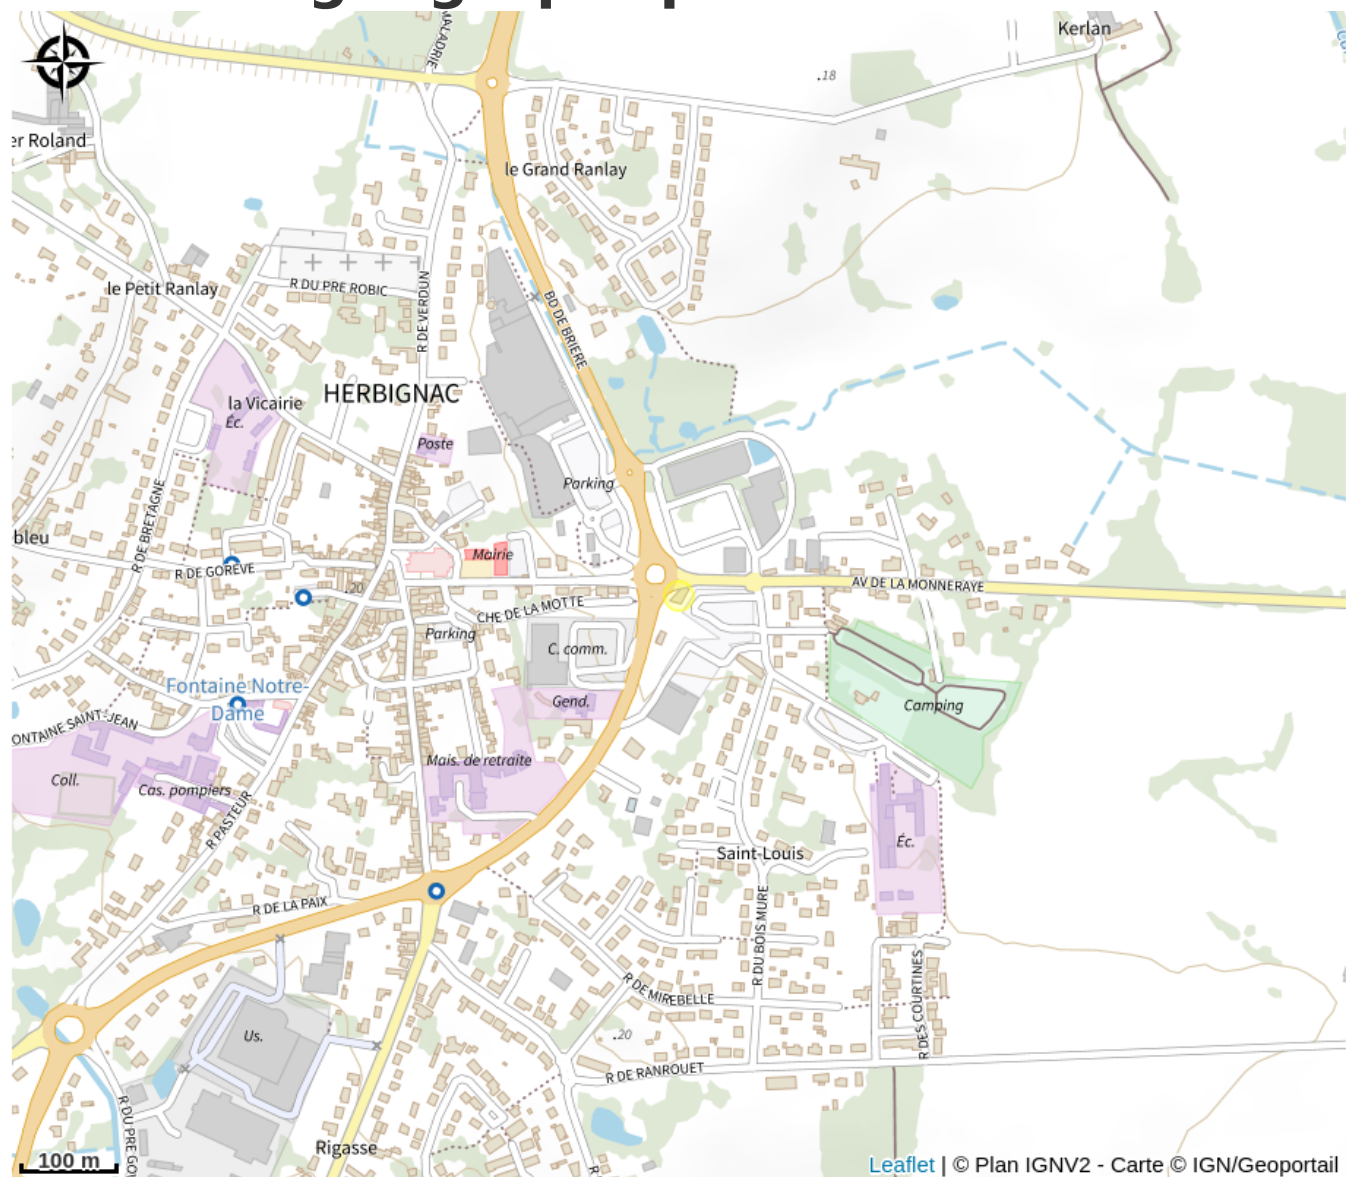 Kerlan
MALADRIE
.18
er Roland
le Grand Ranlay
le Petit Ranlay
R DU PRE ROBIC
R DE VERDUN
BD DE BRIERE
HERBIGNAC
la Vicairie
Éc.
Poste
Parking
R DE BRETAGNE
bleu
Mairie
R DE GOREVE
.20
AV DE LA MONNERAYE
CHE DE LA MOTTE
Parking
C. comm.
Fontaine Notre-
Dame
Gend.
Camping
ONTAINE SAINT-JEAN
Mais. de retraite
Coll.
Cas. pompiers
R PASTEUR
Éc.
Saint-Louis
R DE LA PAIX
R DU BOIS MURE
R DE MIREBELLE
R DES COURTINES
Us.
.20
R DE RANROUET
R DU PRE GO
Rigasse
R
100 m
Leaflet | © Plan IGNV2 - Carte © IGN/Geoportail